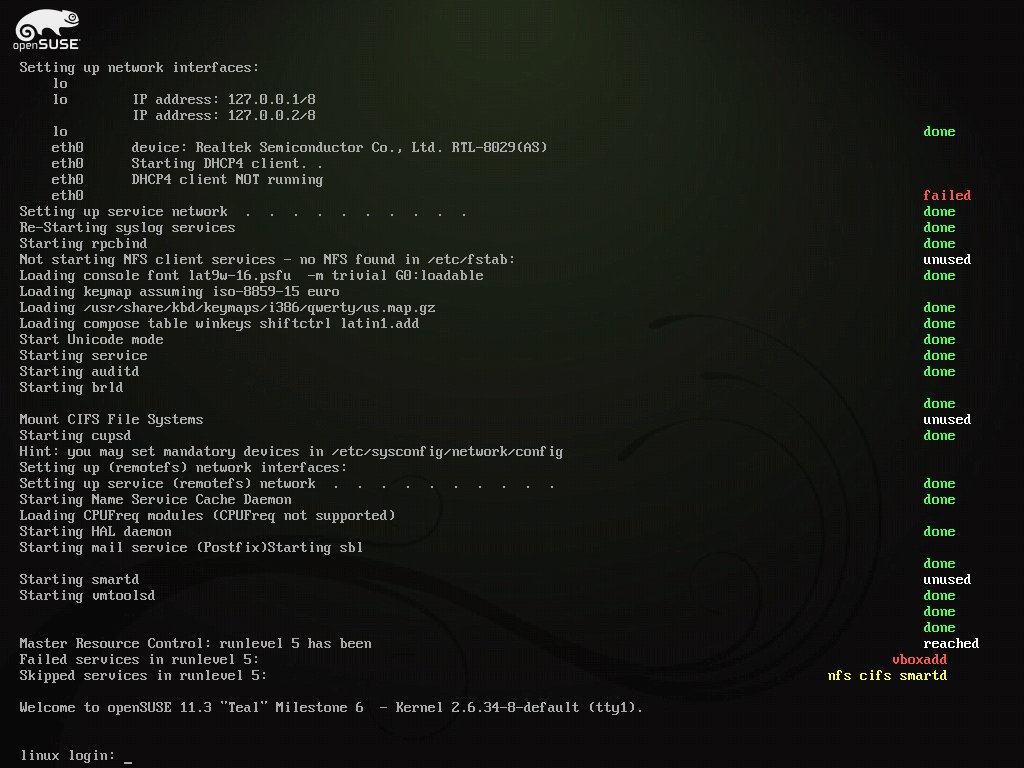 openSUSE
Setting up network interfaces:
lo
lo IP address: 127.0.0.1/8
IP address: 127.0.0.2/8
lo done
eth0 device: Realtek Semiconductor Co., Ltd. RTL-8029(AS)
eth0 Starting DHCP4 client. .
eth0 DHCP4 client NOT running
eth0 failed
Setting up service network . . . . . . . . . . done
Re-Starting syslog services done
Starting rpcbind done
Not starting NFS client services - no NFS found in /etc/fstab: unused
Loading console font lat9w-16.psfu -m trivial G0:loadable done
Loading keymap assuming iso-8859-15 euro
Loading /usr/share/kbd/keymaps/i386/qwerty/us.map.gz done
Loading compose table winkeys shiftctrl latin1.add done
Start Unicode mode done
Starting service done
Starting auditd done
Starting brld
done
Mount CIFS File Systems unused
Starting cupsd done
Hint: you may set mandatory devices in /etc/sysconfig/network/config
Setting up (remotefs) network interfaces:
Setting up service (remotefs) network . . . . . . . . . . done
Starting Name Service Cache Daemon done
Loading CPUFreq modules (CPUFreq not supported)
Starting HAL daemon done
Starting mail service (Postfix)Starting sbl
done
Starting smartd unused
Starting vmtoolsd done
done
done
Master Resource Control: runlevel 5 has been reached
Failed services in runlevel 5: vboxadd
Skipped services in runlevel 5: nfs cifs smartd
Welcome to openSUSE 11.3 "Teal" Milestone 6 - Kernel 2.6.34-8-default (tty1).
linux login: _